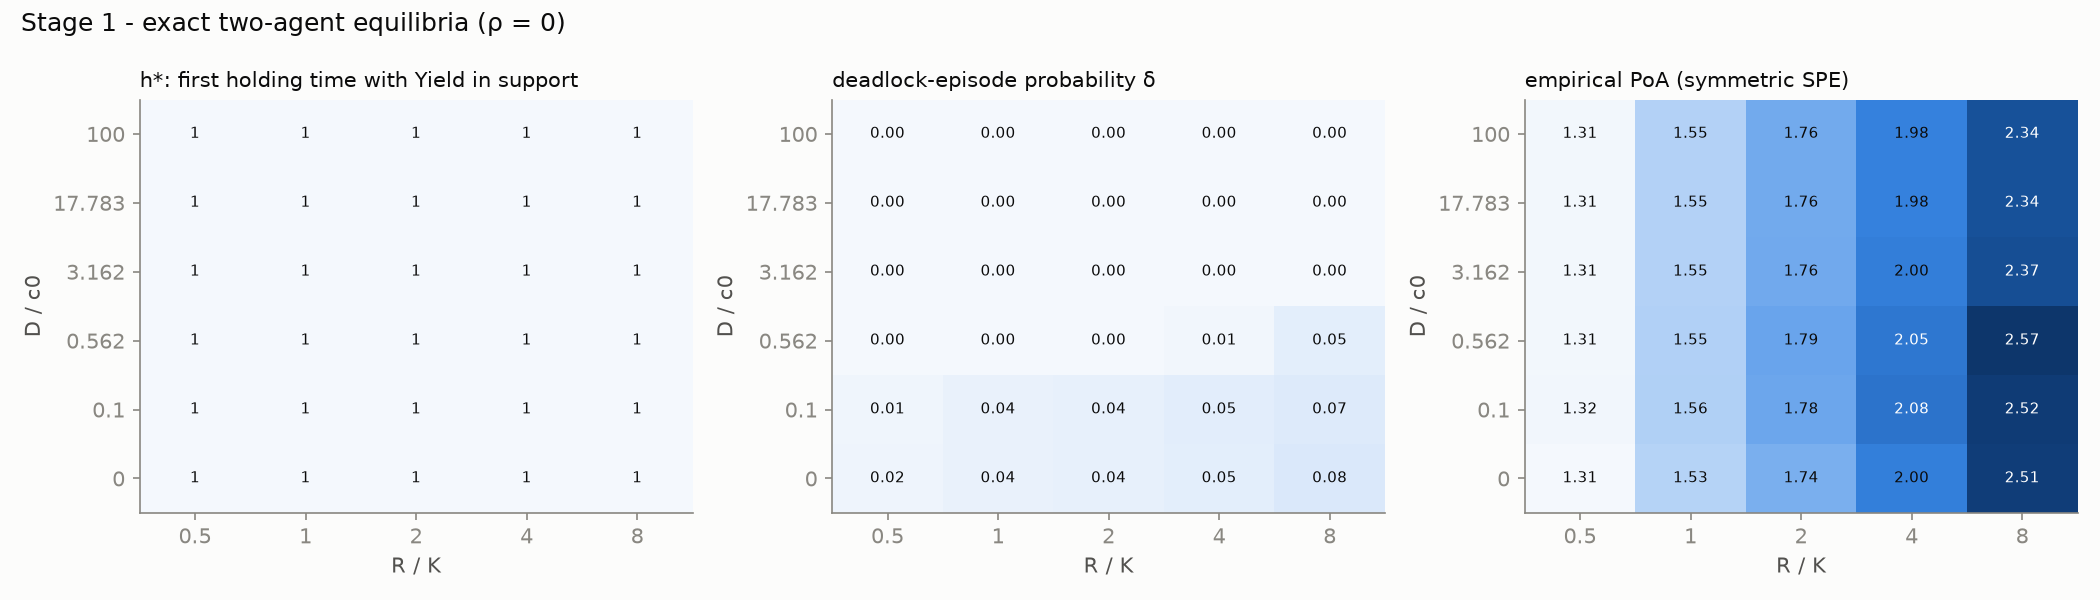 Stage 1 - exact two-agent equilibria (ρ = 0)
h*: first holding time with Yield in support
D / c0
100 1 1 1 1 1
17.783 1 1 1 1 1
3.162 1 1 1 1 1
0.562 1 1 1 1 1
0.1 1 1 1 1 1
0 1 1 1 1 1
0.5 1 2 4 8
R / K
deadlock-episode probability δ
D / c0
100 0.00 0.00 0.00 0.00 0.00
17.783 0.00 0.00 0.00 0.00 0.00
3.162 0.00 0.00 0.00 0.00 0.00
0.562 0.00 0.00 0.00 0.01 0.05
0.1 0.01 0.04 0.04 0.05 0.07
0 0.02 0.04 0.04 0.05 0.08
0.5 1 2 4 8
R / K
empirical PoA (symmetric SPE)
D / c0
100 1.31 1.55 1.76 1.98 2.34
17.783 1.31 1.55 1.76 1.98 2.34
3.162 1.31 1.55 1.76 2.00 2.37
0.562 1.31 1.55 1.79 2.05 2.57
0.1 1.32 1.56 1.78 2.08 2.52
0 1.31 1.53 1.74 2.00 2.51
0.5 1 2 4 8
R / K